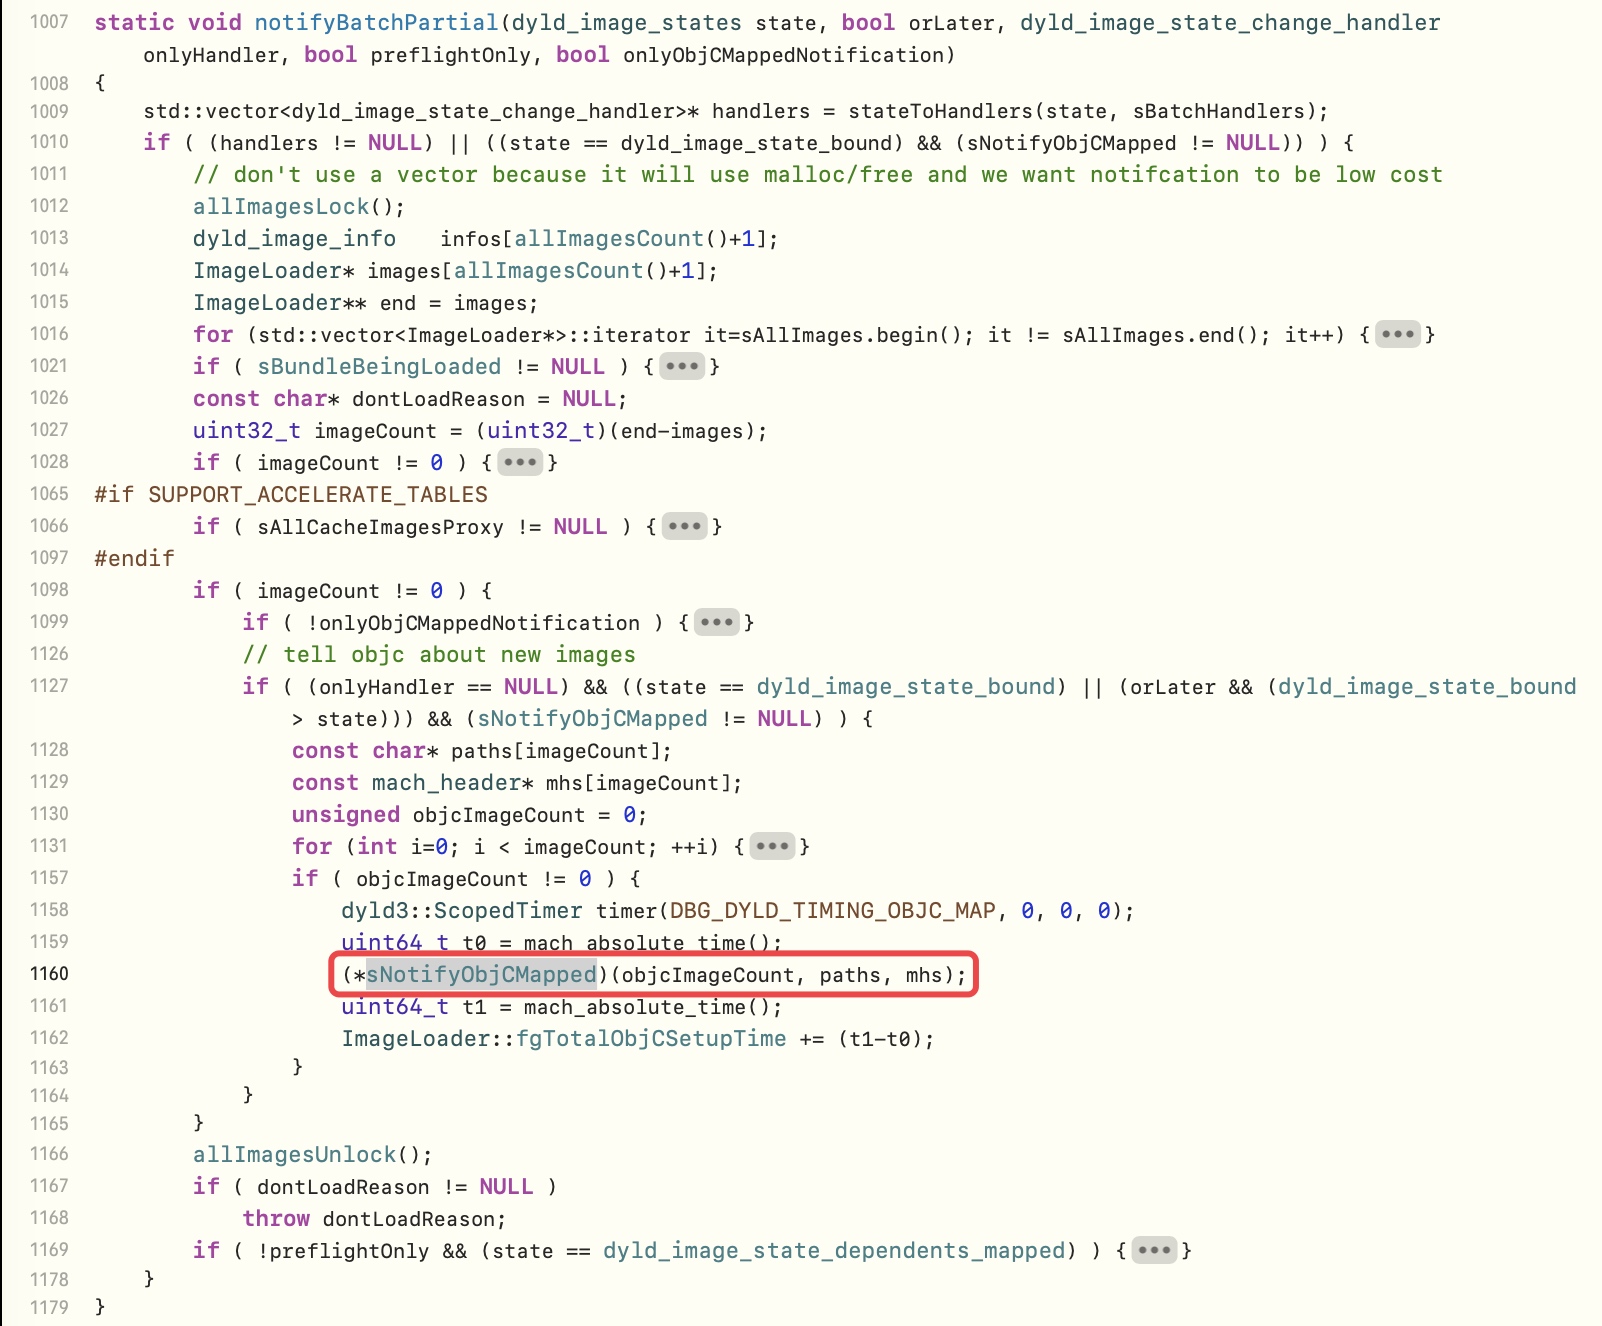 1007 static void notifyBatchPartial(dyld_image_states state, bool orLater, dyld_image_state_change_handler
onlyHandler, bool preflightOnly, bool onlyObjCMappedNotification)
1008 {
1009 std::vector<dyld_image_state_change_handler>* handlers = stateToHandlers(state, sBatchHandlers);
1010 if ( (handlers != NULL) || ((state == dyld_image_state_bound) && (sNotifyObjCMapped != NULL)) ) {
1011 // don't use a vector because it will use malloc/free and we want notifcation to be low cost
1012 allImagesLock();
1013 dyld_image_info infos[allImagesCount()+1];
1014 ImageLoader* images[allImagesCount()+1];
1015 ImageLoader** end = images;
1016 for (std::vector<ImageLoader*>::iterator it=sAllImages.begin(); it != sAllImages.end(); it++) {•••}
1021 if ( sBundleBeingLoaded != NULL ) {•••}
1026 const char* dontLoadReason = NULL;
1027 uint32_t imageCount = (uint32_t)(end-images);
1028 if ( imageCount != 0 ) {•••}
1065 #if SUPPORT_ACCELERATE_TABLES
1066 if ( sAllCacheImagesProxy != NULL ) {•••}
1097 #endif
1098 if ( imageCount != 0 ) {
1099 if ( !onlyObjCMappedNotification ) {•••}
1126 // tell objc about new images
1127 if ( (onlyHandler == NULL) && ((state == dyld_image_state_bound) || (orLater && (dyld_image_state_bound
> state))) && (sNotifyObjCMapped != NULL) ) {
1128 const char* paths[imageCount];
1129 const mach_header* mhs[imageCount];
1130 unsigned objcImageCount = 0;
1131 for (int i=0; i < imageCount; ++i) {•••}
1157 if ( objcImageCount != 0 ) {
1158 dyld3::ScopedTimer timer(DBG_DYLD_TIMING_OBJC_MAP, 0, 0, 0);
1159 uint64_t t0 = mach_absolute_time();
1160 (*sNotifyObjCMapped)(objcImageCount, paths, mhs);
1161 uint64_t t1 = mach_absolute_time();
1162 ImageLoader::fgTotalObjCSetupTime += (t1-t0);
1163 }
1164 }
1165 }
1166 allImagesUnlock();
1167 if ( dontLoadReason != NULL )
1168 throw dontLoadReason;
1169 if ( !preflightOnly && (state == dyld_image_state_dependents_mapped) ) {•••}
1178 }
1179 }